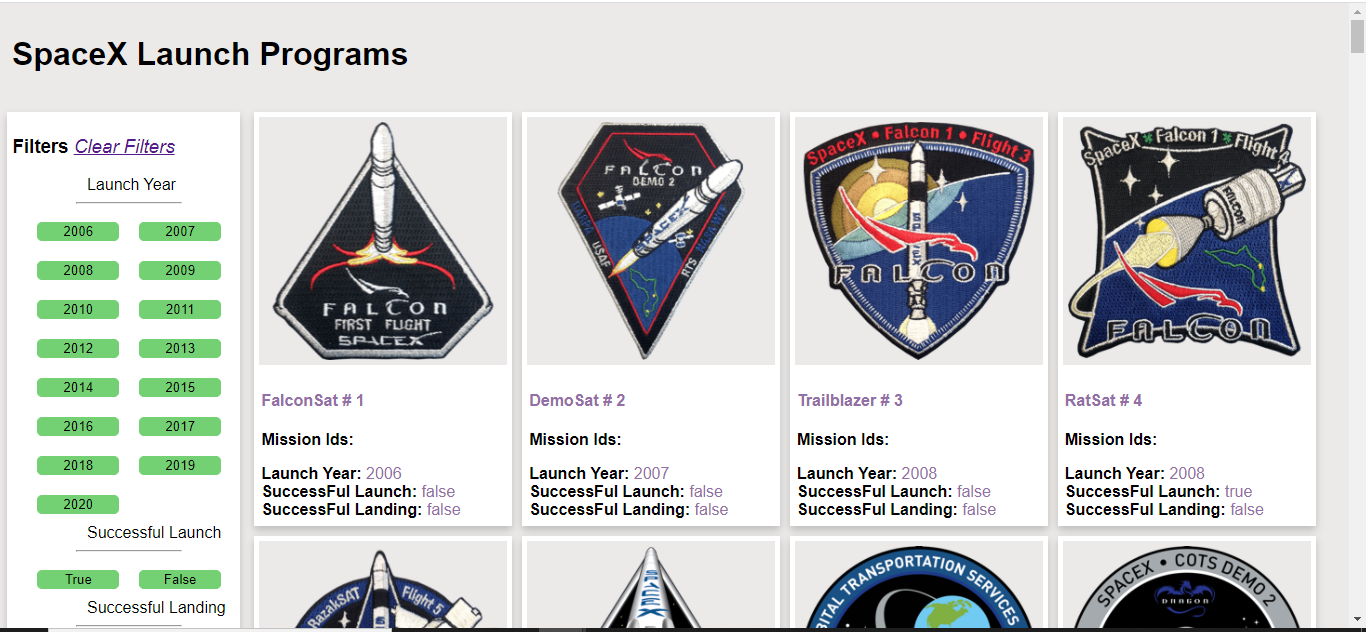 SpaceX Launch Programs
Filters Clear Filters
Launch Year
2006 2007
2008 2009
2010 2011
2012 2013
2014 2015
2016 2017
2018 2019
2020
Successful Launch
True False
Successful Landing
FALCON
FIRST FLIGHT
SPACEX
FalconSat # 1
Mission Ids:
Launch Year: 2006
SuccessFul Launch: false
SuccessFul Landing: false
FALCON
DEMO 2
SPACEX
USAF
DemoSat # 2
Mission Ids:
Launch Year: 2007
SuccessFul Launch: false
SuccessFul Landing: false
SpaceX • Falcon 1 • Flight 3
SPACEX
FALCON
Trailblazer # 3
Mission Ids:
Launch Year: 2008
SuccessFul Launch: false
SuccessFul Landing: false
SpaceX Falcon 1 Flight 4
FALCON
FALCON
RatSat # 4
Mission Ids:
Launch Year: 2008
SuccessFul Launch: true
SuccessFul Landing: false
RazakSAT Flight 5
SPACEX
BITAL TRANSPORTATION SERVICES
SPACEX • COTS DEMO 2
DRAGON